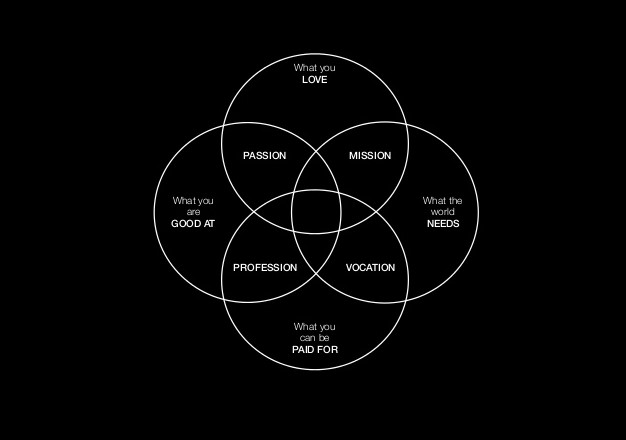 What you
LOVE
PASSION
MISSION
What you
are
GOOD AT
What the
world
NEEDS
PROFESSION
VOCATION
What you
can be
PAID FOR